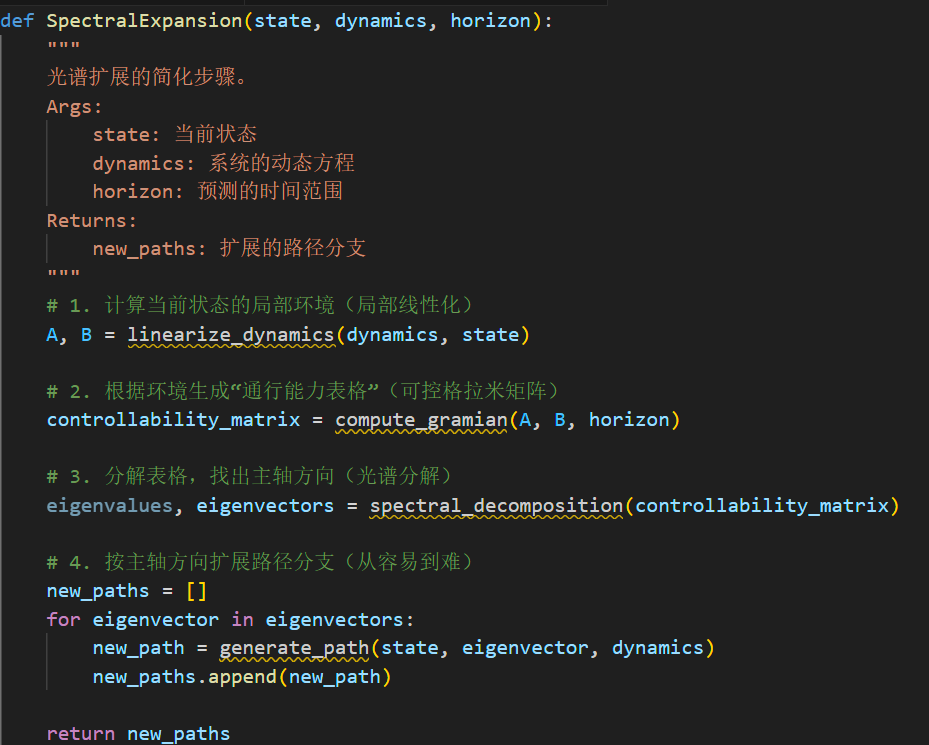 def SpectralExpansion(state, dynamics, horizon):
"""
光谱扩展的简化步骤。
Args:
state: 当前状态
dynamics: 系统的动态方程
horizon: 预测的时间范围
Returns:
new_paths: 扩展的路径分支
"""
# 1. 计算当前状态的局部环境（局部线性化）
A, B = linearize_dynamics(dynamics, state)
# 2. 根据环境生成“通行能力表格”（可控格拉米矩阵）
controllability_matrix = compute_gramian(A, B, horizon)
# 3. 分解表格，找出主轴方向（光谱分解）
eigenvalues, eigenvectors = spectral_decomposition(controllability_matrix)
# 4. 按主轴方向扩展路径分支（从容易到难）
new_paths = []
for eigenvector in eigenvectors:
new_path = generate_path(state, eigenvector, dynamics)
new_paths.append(new_path)
return new_paths